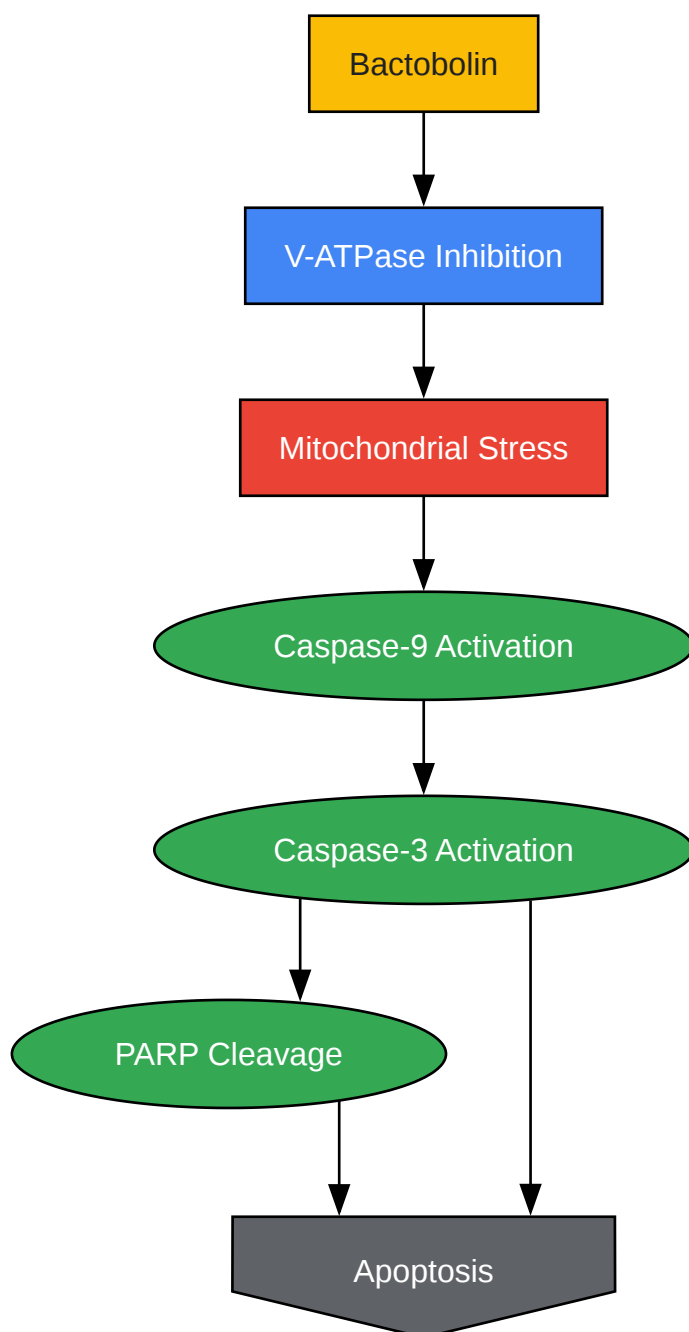 Bactobolin
V-ATPase Inhibition
Mitochondrial Stress
Caspase-9 Activation
Caspase-3 Activation
PARP Cleavage
Apoptosis